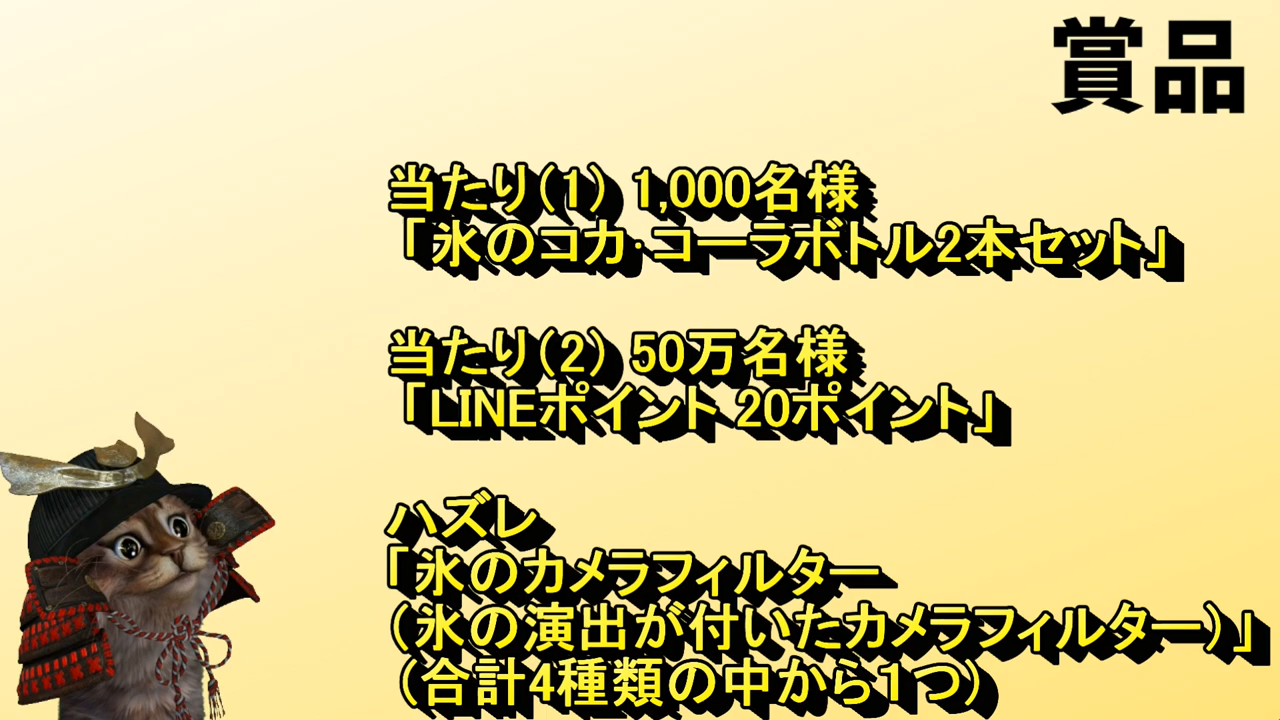 賞品
当たり(1) 1,000名様
「氷のコカ・コーラボトル2本セット」
当たり(2) 50万名様
「LINEポイント 20ポイント」
ハズレ
「氷のカメラフィルター
(氷の演出が付いたカメラフィルター)」
(合計4種類の中から1つ)